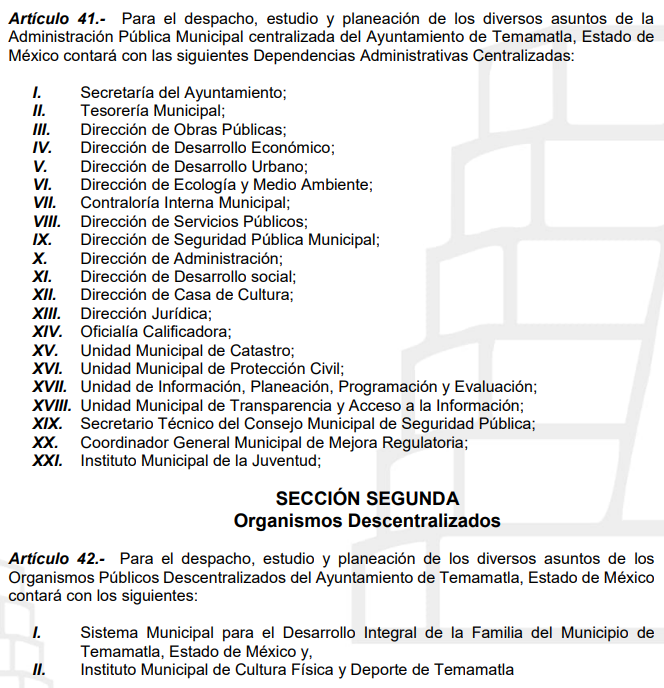 Artículo 41.- Para el despacho, estudio y planeación de los diversos asuntos de la
Administración Pública Municipal centralizada del Ayuntamiento de Temamatla, Estado de
México contará con las siguientes Dependencias Administrativas Centralizadas:
I. Secretaría del Ayuntamiento;
II. Tesorería Municipal;
III. Dirección de Obras Públicas;
IV. Dirección de Desarrollo Económico;
V. Dirección de Desarrollo Urbano;
VI. Dirección de Ecología y Medio Ambiente;
VII. Contraloría Interna Municipal;
VIII. Dirección de Servicios Públicos;
IX. Dirección de Seguridad Pública Municipal;
X. Dirección de Administración;
XI. Dirección de Desarrollo social;
XII. Dirección de Casa de Cultura;
XIII. Dirección Jurídica;
XIV. Oficialía Calificadora;
XV. Unidad Municipal de Catastro;
XVI. Unidad Municipal de Protección Civil;
XVII. Unidad de Información, Planeación, Programación y Evaluación;
XVIII. Unidad Municipal de Transparencia y Acceso a la Información;
XIX. Secretario Técnico del Consejo Municipal de Seguridad Pública;
XX. Coordinador General Municipal de Mejora Regulatoria;
XXI. Instituto Municipal de la Juventud;
SECCIÓN SEGUNDA
Organismos Descentralizados
Artículo 42.- Para el despacho, estudio y planeación de los diversos asuntos de los
Organismos Públicos Descentralizados del Ayuntamiento de Temamatla, Estado de México
contará con los siguientes:
I. Sistema Municipal para el Desarrollo Integral de la Familia del Municipio de
Temamatla, Estado de México y,
II. Instituto Municipal de Cultura Física y Deporte de Temamatla